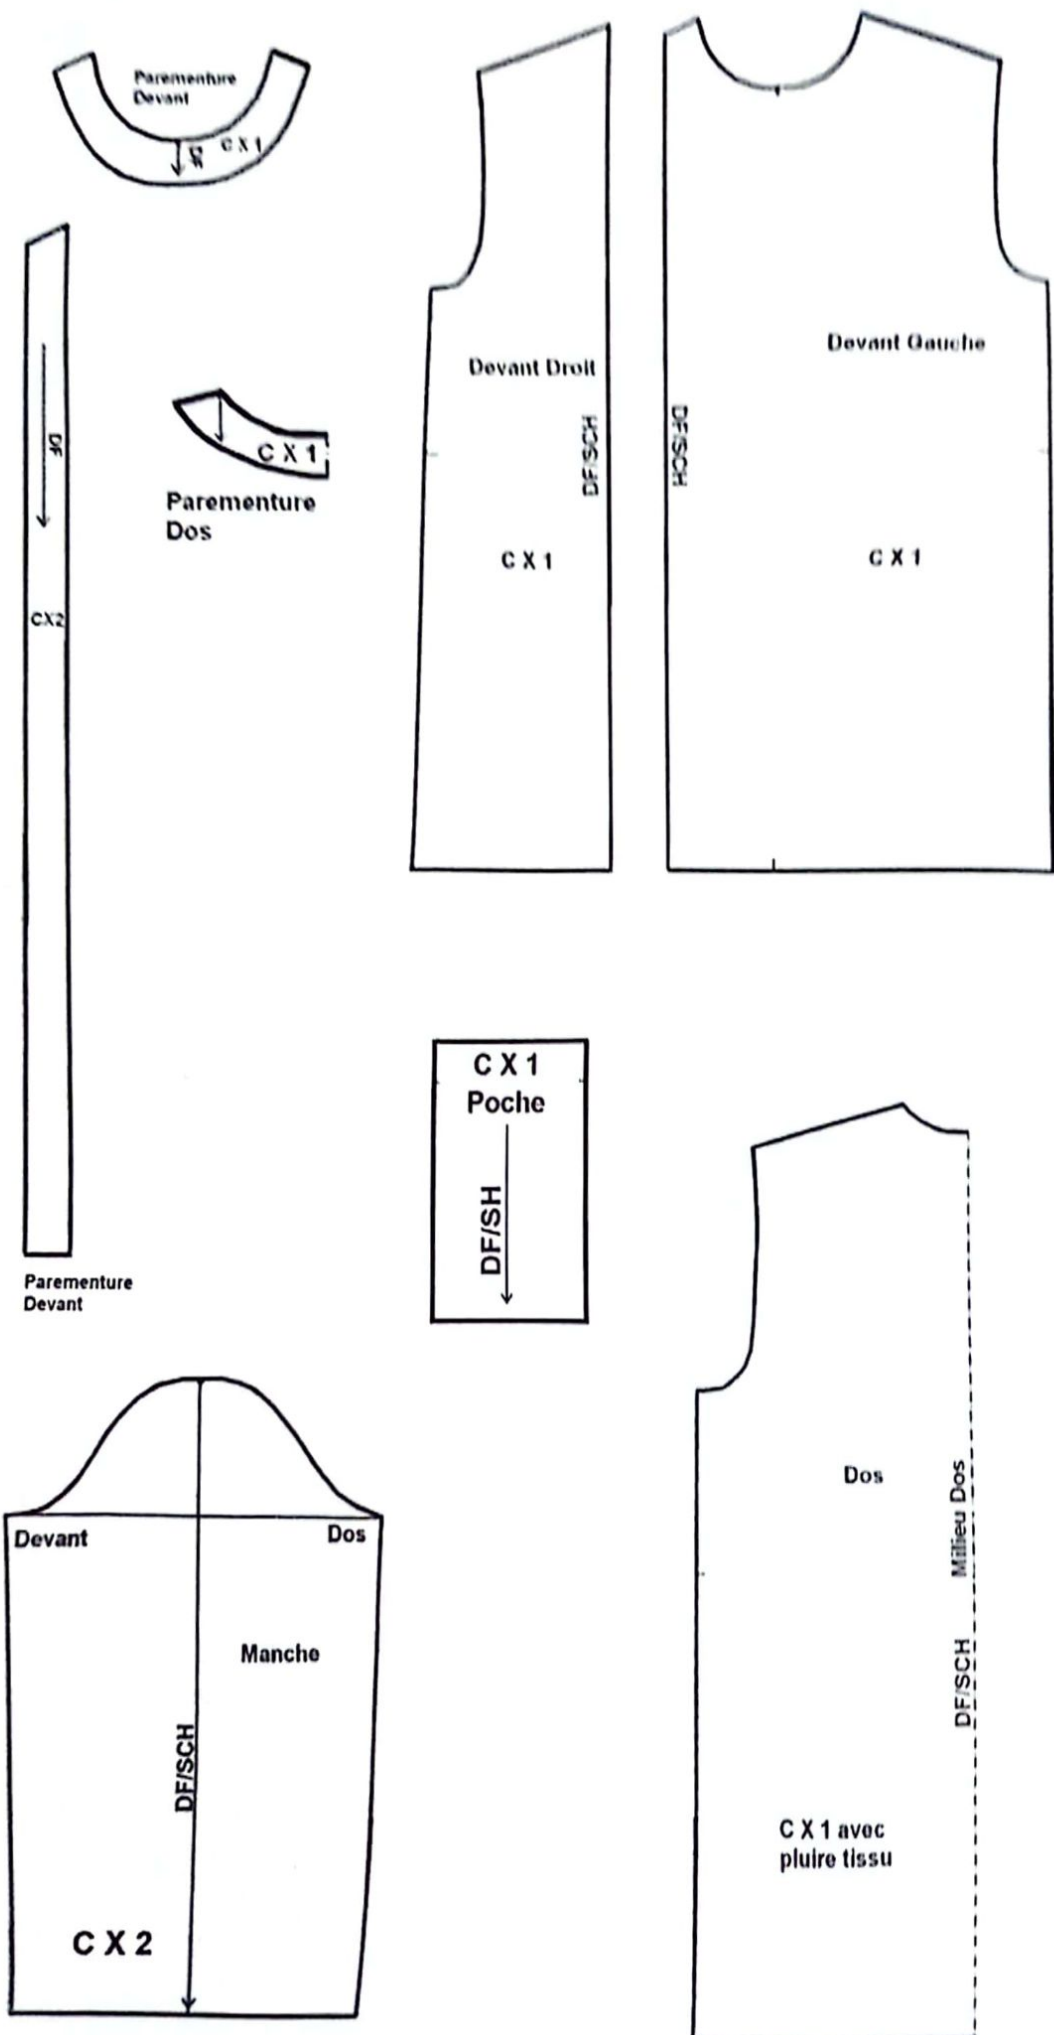 Parementure
Devant
C X 1
DF
CX2
Parementure
Devant
C X 1
Parementure
Dos
Devant Droit
DF/SCH
C X 1
Devant Gauche
DF/SCH
C X 1
C X 1
Poche
DF/SH
Devant
Dos
Manche
DF/SCH
C X 2
Dos
Milieu Dos
DF/SCH
C X 1 avec
pluire tissu